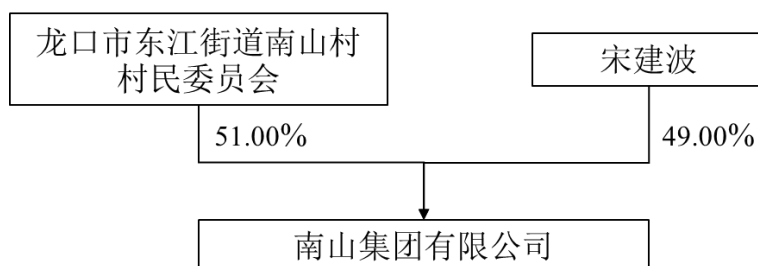 龙口市东江街道南山村
村民委员会
宋建波
51.00%
49.00%
南山集团有限公司